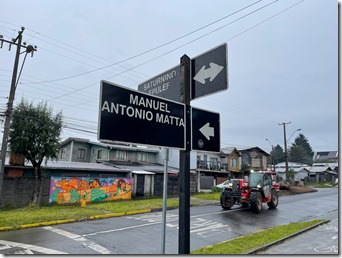 SATURNINO
EPULEF
MANUEL
ANTONIO MATTA